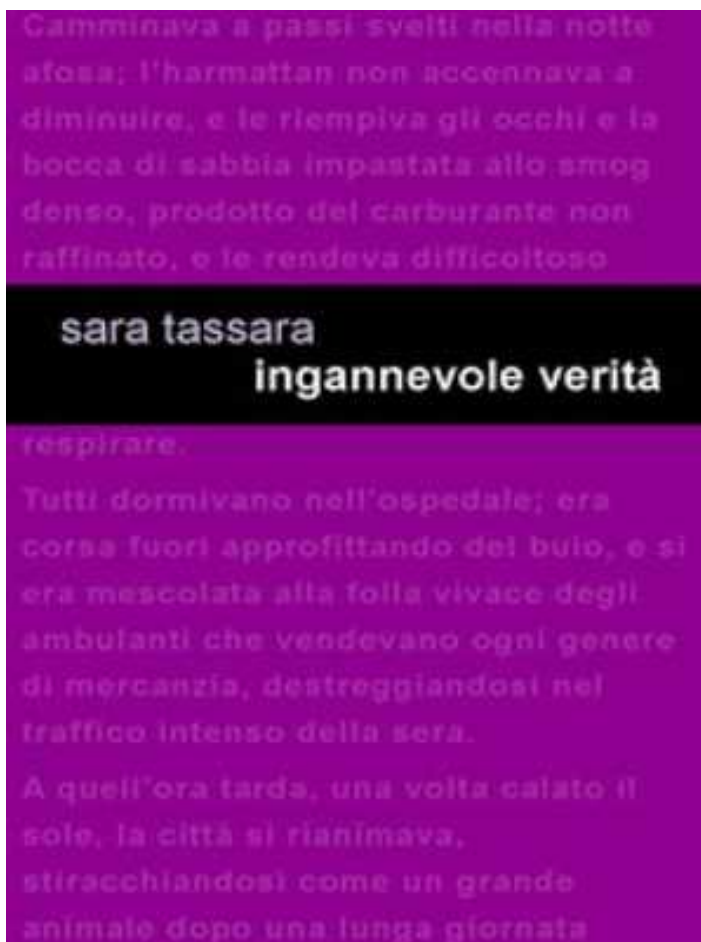 Camminava a passi svelti nella notte
afosa; l'harmattan non accennava a
diminuire, e le riempiva gli occhi e la
bocca di sabbia impastata allo smog
denso, prodotto del carburante non
raffinato, e le rendeva difficoltoso
sara tassara
ingannevole verità
respirare.
Tutti dormivano nell'ospedale; era
corsa fuori approfittando del buio, e si
era mescolata alla folla vivace degli
ambulanti che vendevano ogni genere
di mercanzia, destreggiandosi nel
traffico intenso della sera.
A quell'ora tarda, una volta calato il
sole, la città si rianimava,
stiracchiandosi come un grande
animale dopo una lunga giornata